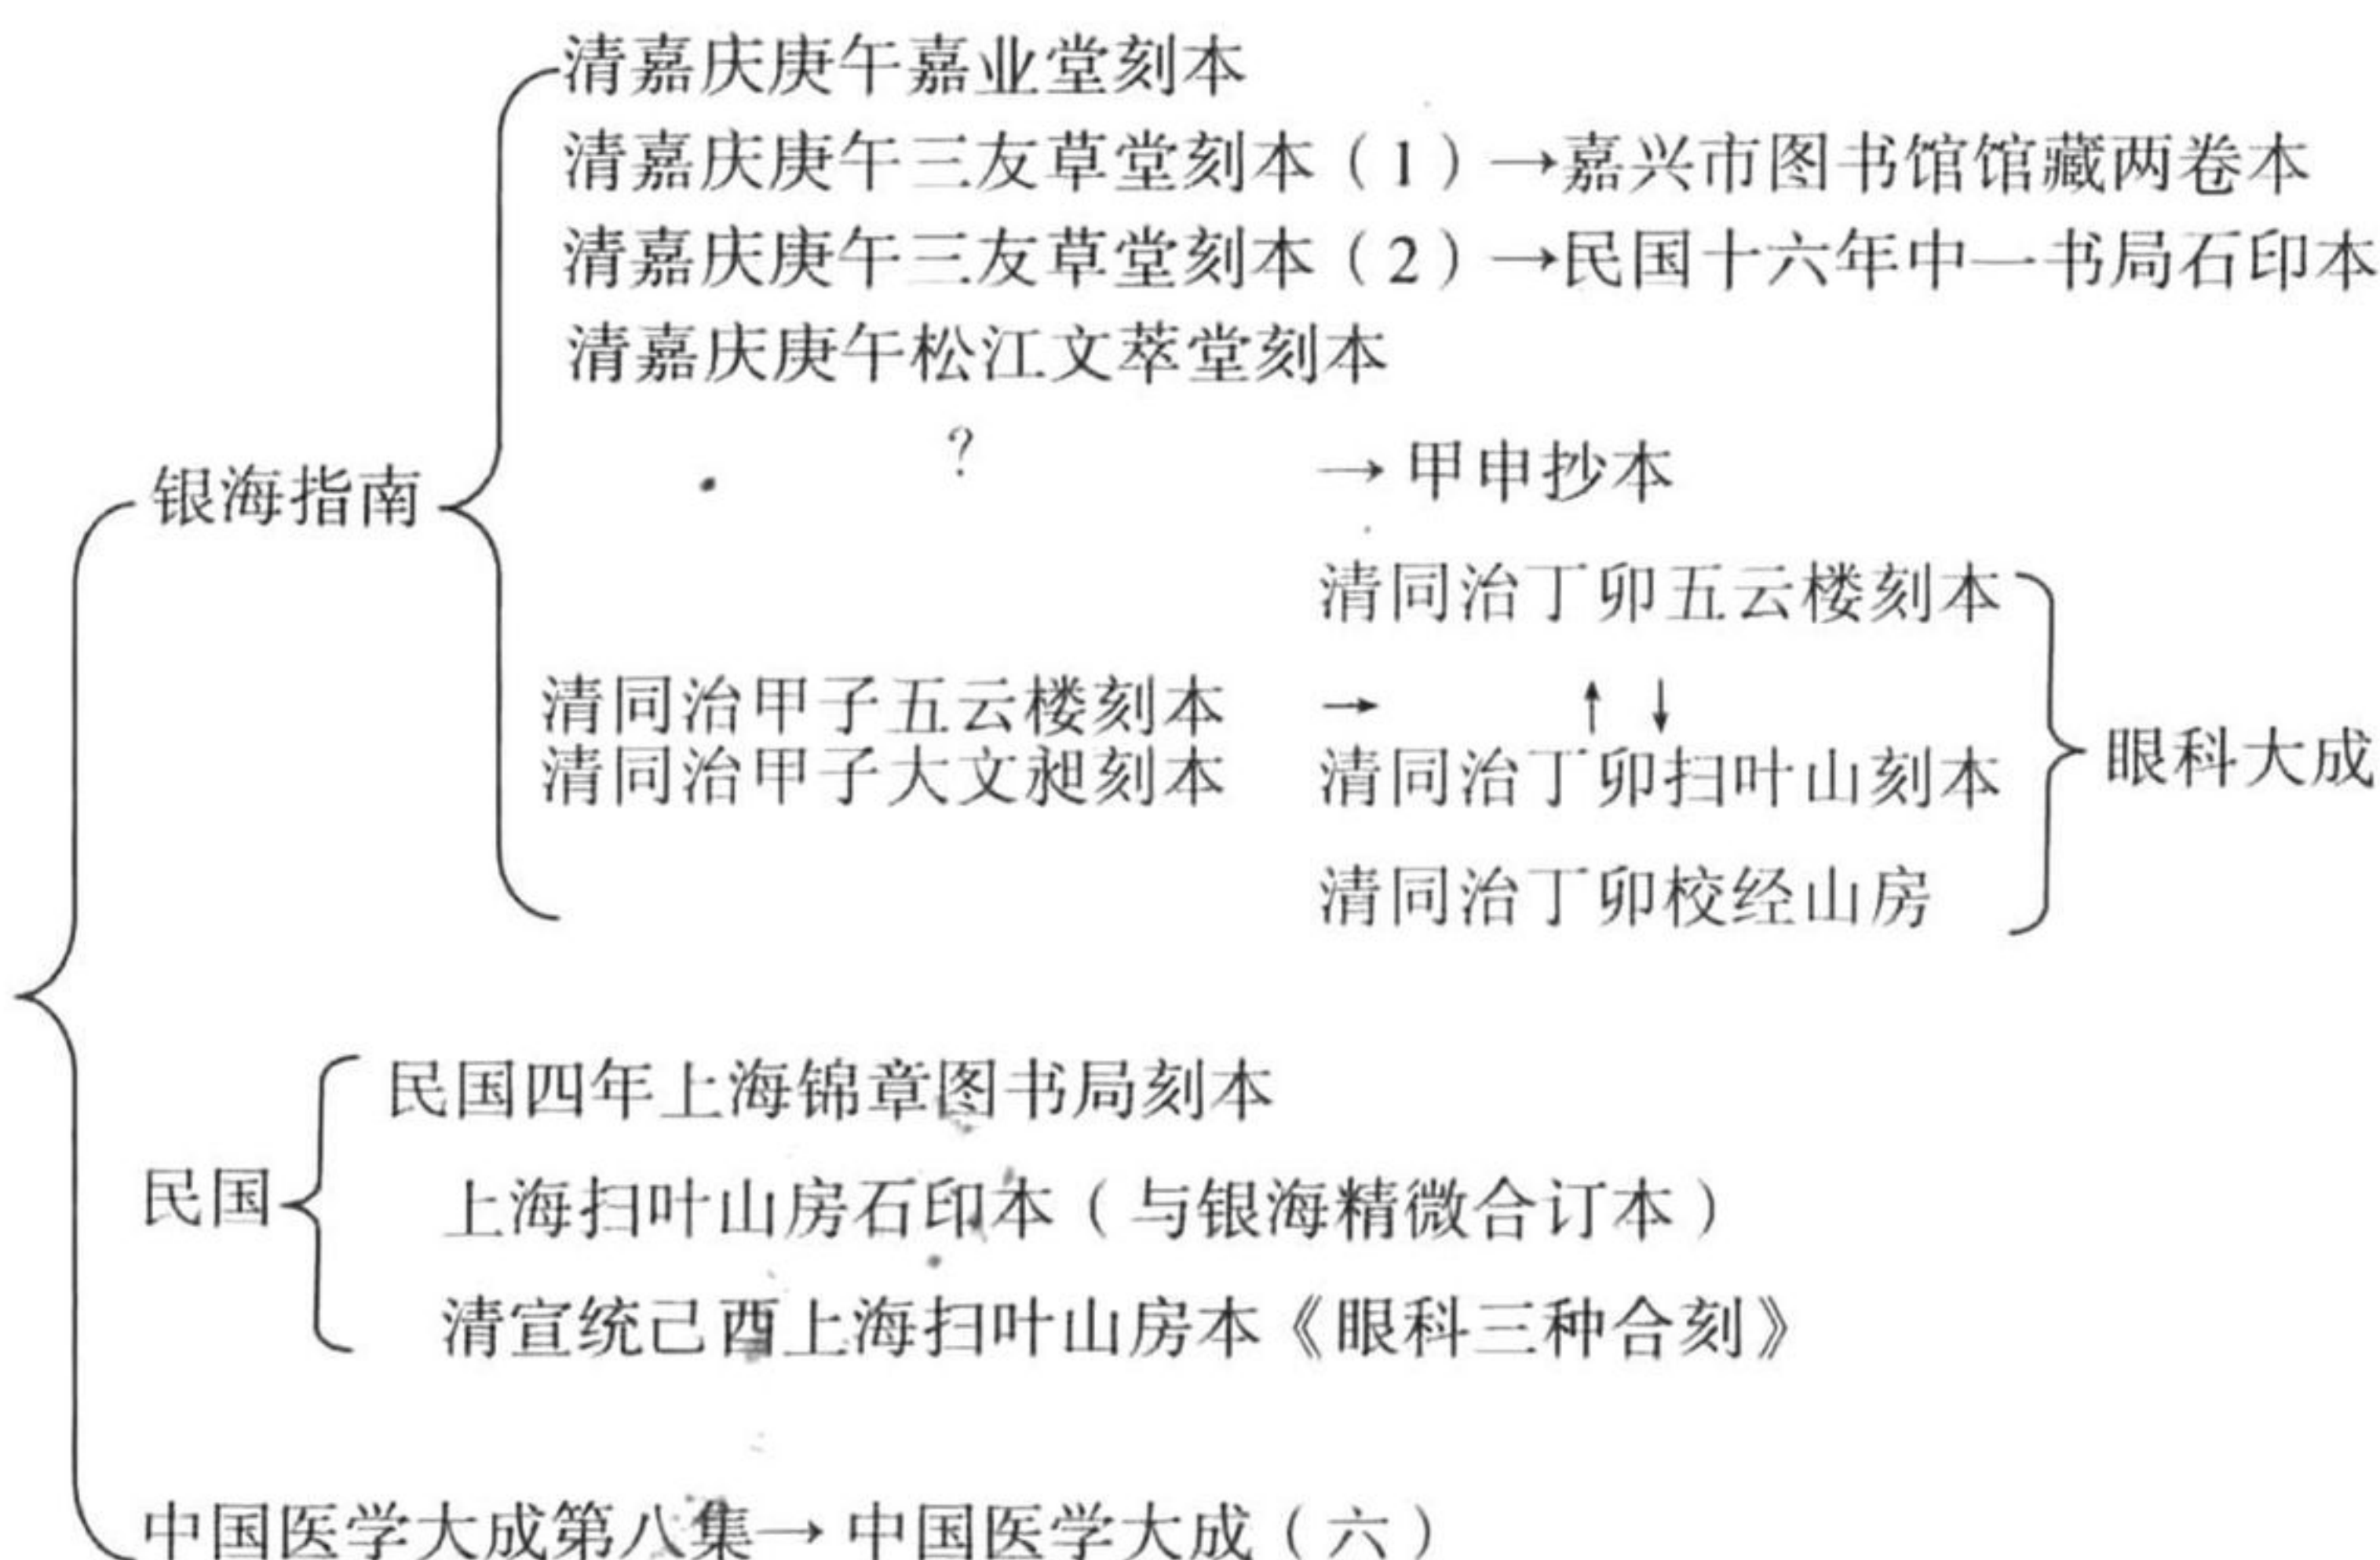 清嘉庆庚午嘉业堂刻本
清嘉庆庚午三友草堂刻本（1）→嘉兴市图书馆馆藏两卷本
清嘉庆庚午三友草堂刻本（2）→民国十六年中一书局石印本
清嘉庆庚午松江文萃堂刻本
?
→ 甲申抄本
银海指南
清同治丁卯五云楼刻本
清同治甲子五云楼刻本 → ↑ ↓
清同治甲子大文昶刻本 清同治丁卯扫叶山刻本
眼科大成
清同治丁卯校经山房
民国四年上海锦章图书局刻本
民国
上海扫叶山房石印本（与银海精微合订本）
清宣统己酉上海扫叶山房本《眼科三种合刻》
中国医学大成第八集→ 中国医学大成（六）